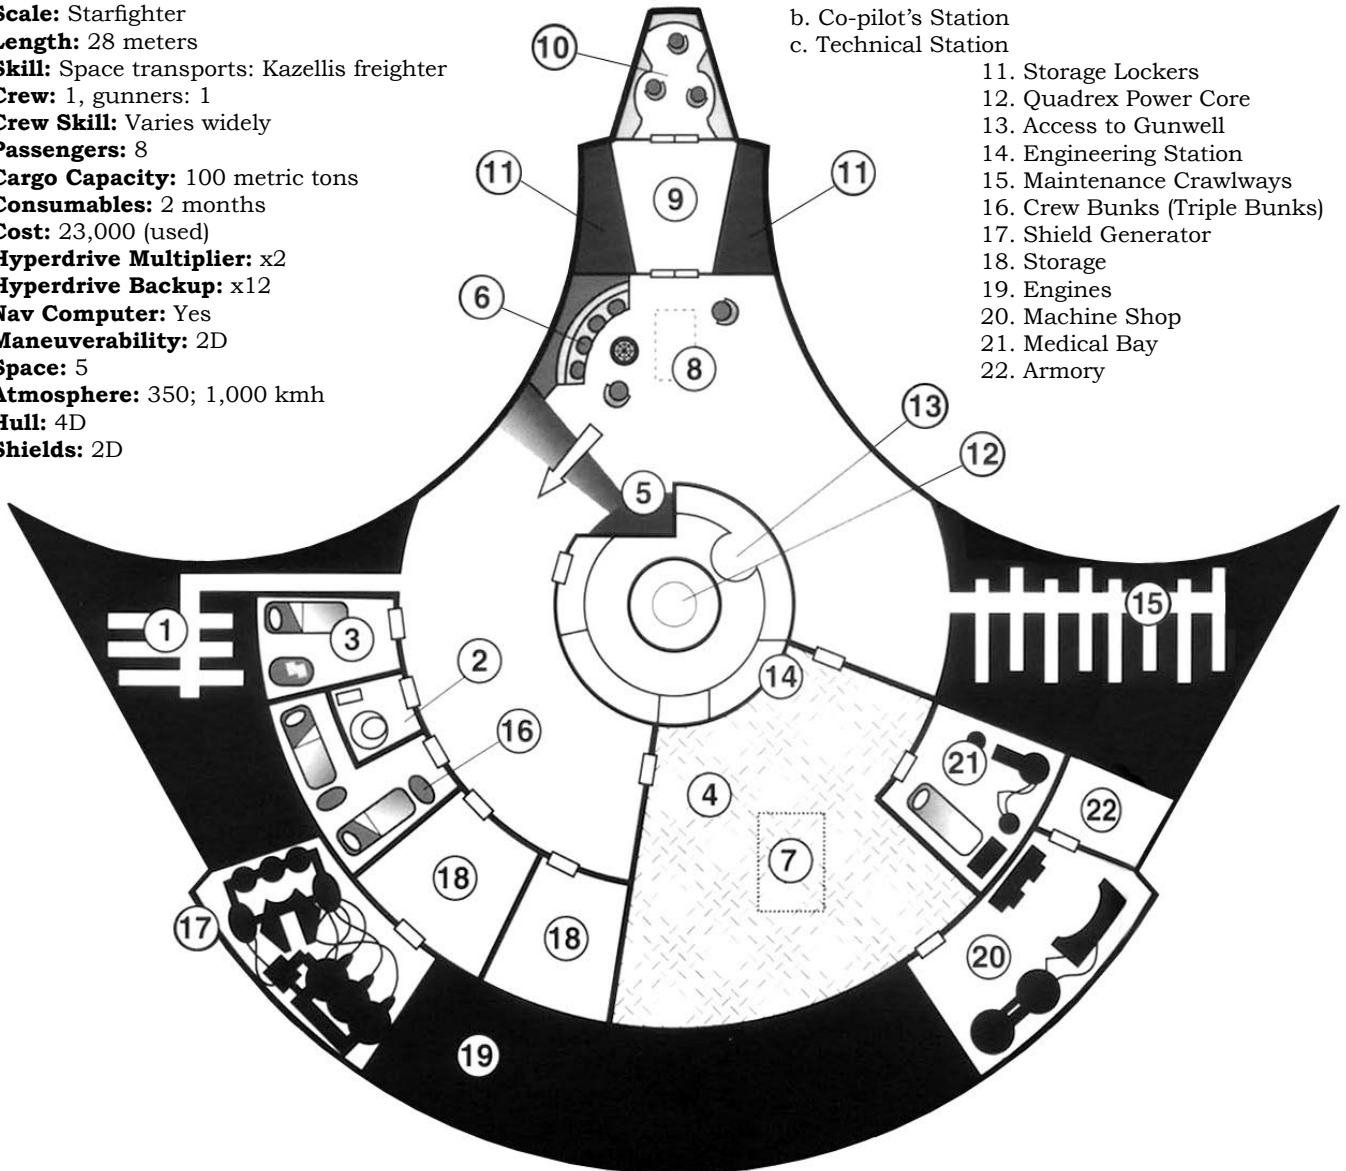 Scale: Starfighter
Length: 28 meters
Skill: Space transports: Kazellis freighter
Crew: 1, gunners: 1
Crew Skill: Varies widely
Passengers: 8
Cargo Capacity: 100 metric tons
Consumables: 2 months
Cost: 23,000 (used)
Hyperdrive Multiplier: x2
Hyperdrive Backup: x12
Nav Computer: Yes
Maneuverability: 2D
Space: 5
Atmosphere: 350; 1,000 kmh
Hull: 4D
Shields: 2D
b. Co-pilot's Station
c. Technical Station
11. Storage Lockers
12. Quadrex Power Core
13. Access to Gunwell
14. Engineering Station
15. Maintenance Crawlways
16. Crew Bunks (Triple Bunks)
17. Shield Generator
18. Storage
19. Engines
20. Machine Shop
21. Medical Bay
22. Armory
10
11
9
11
6
8
13
12
5
1
3
15
2
14
16
21
4
22
7
18
17
18
20
19